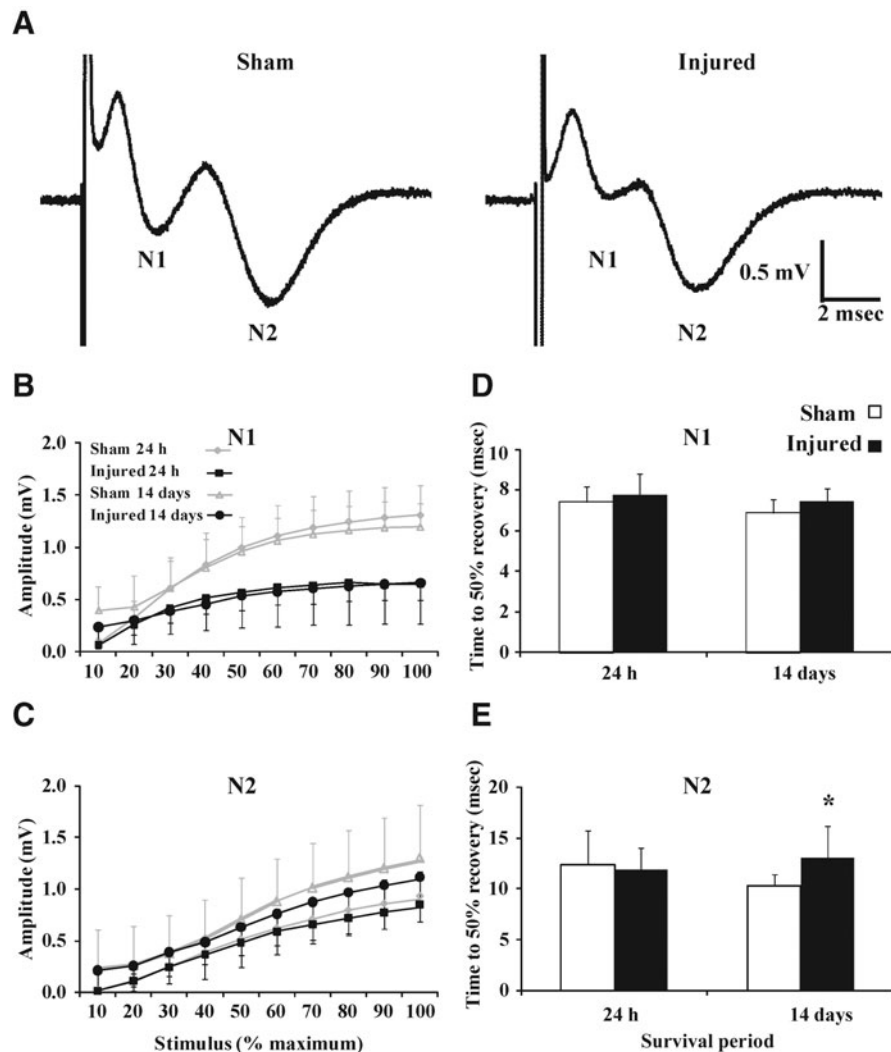 A
Sham
Injured
N1
N2
N1
N2
0.5 mV
2 msec
B
N1
Sham 24 h
Injured 24 h
Sham 14 days
Injured 14 days
Amplitude (mV)
2.0
1.5
1.0
0.5
0.0
10 20 30 40 50 60 70 80 90 100
D
N1
Sham
Injured
Time to 50% recovery (msec)
10
8
6
4
2
0
24 h 14 days
C
N2
Amplitude (mV)
2.0
1.5
1.0
0.5
0.0
10 20 30 40 50 60 70 80 90 100
Stimulus (% maximum)
E
N2
*
Time to 50% recovery (msec)
20
15
10
5
0
24 h 14 days
Survival period